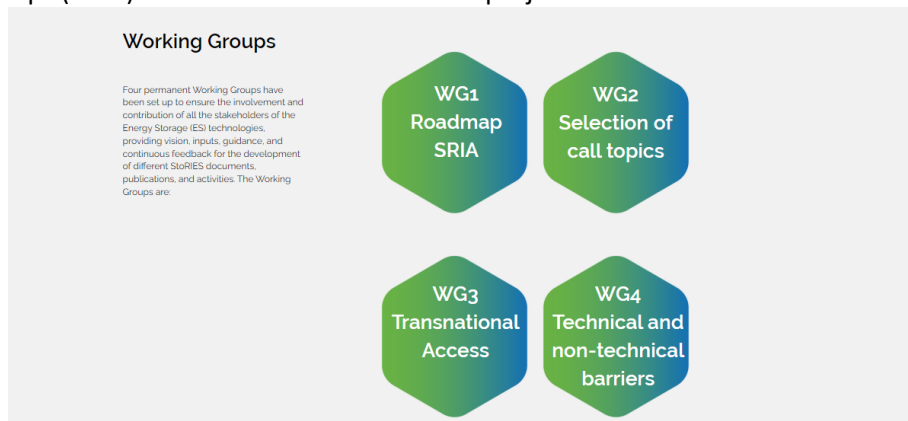 Working Groups
Four permanent Working Groups have
been set up to ensure the involvement and
contribution of all the stakeholders of the
Energy Storage (ES) technologies,
providing vision, inputs, guidance, and
continuous feedback for the development
of different StoRIES documents,
publications, and activities. The Working
Groups are:
WG1
Roadmap
SRIA
WG2
Selection of
call topics
WG3
Transnational
Access
WG4
Technical and
non-technical
barriers